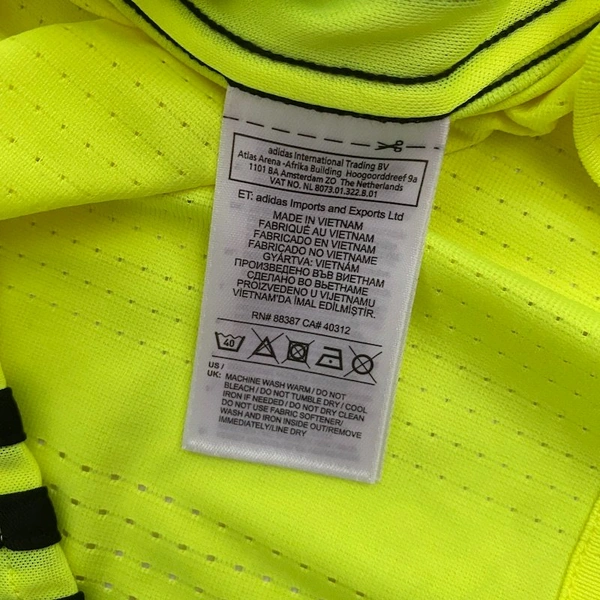 adidas International Trading BV
Atlas Arena -Afrika Building Hoogoorddreef 9a
1101 BA Amsterdam ZO The Netherlands
VAT NO. NL 8073.01.322.B.01
ET: adidas Imports and Exports Ltd
MADE IN VIETNAM
FABRIQUÉ AU VIETNAM
FABRICADO EN VIETNAM
FABRICADO NO VIETNAME
GYÁRTVA: VIETNÁM
ПРОИЗВЕДЕНО ВЪВ ВИЕТНАМ
СДЕЛАНО ВО ВЬЕТНАМЕ
PROIZVEDENO U VIJETNAMU
VİETNAM'DA İMAL EDİLMİŞTİR.
RN# 88387 CA# 40312
40
US /
UK: MACHINE WASH WARM / DO NOT
BLEACH / DO NOT TUMBLE DRY / COOL
IRON IF NEEDED / DO NOT DRY CLEAN
DO NOT USE FABRIC SOFTENER/
WASH AND IRON INSIDE OUT/REMOVE
IMMEDIATELY/LINE DRY